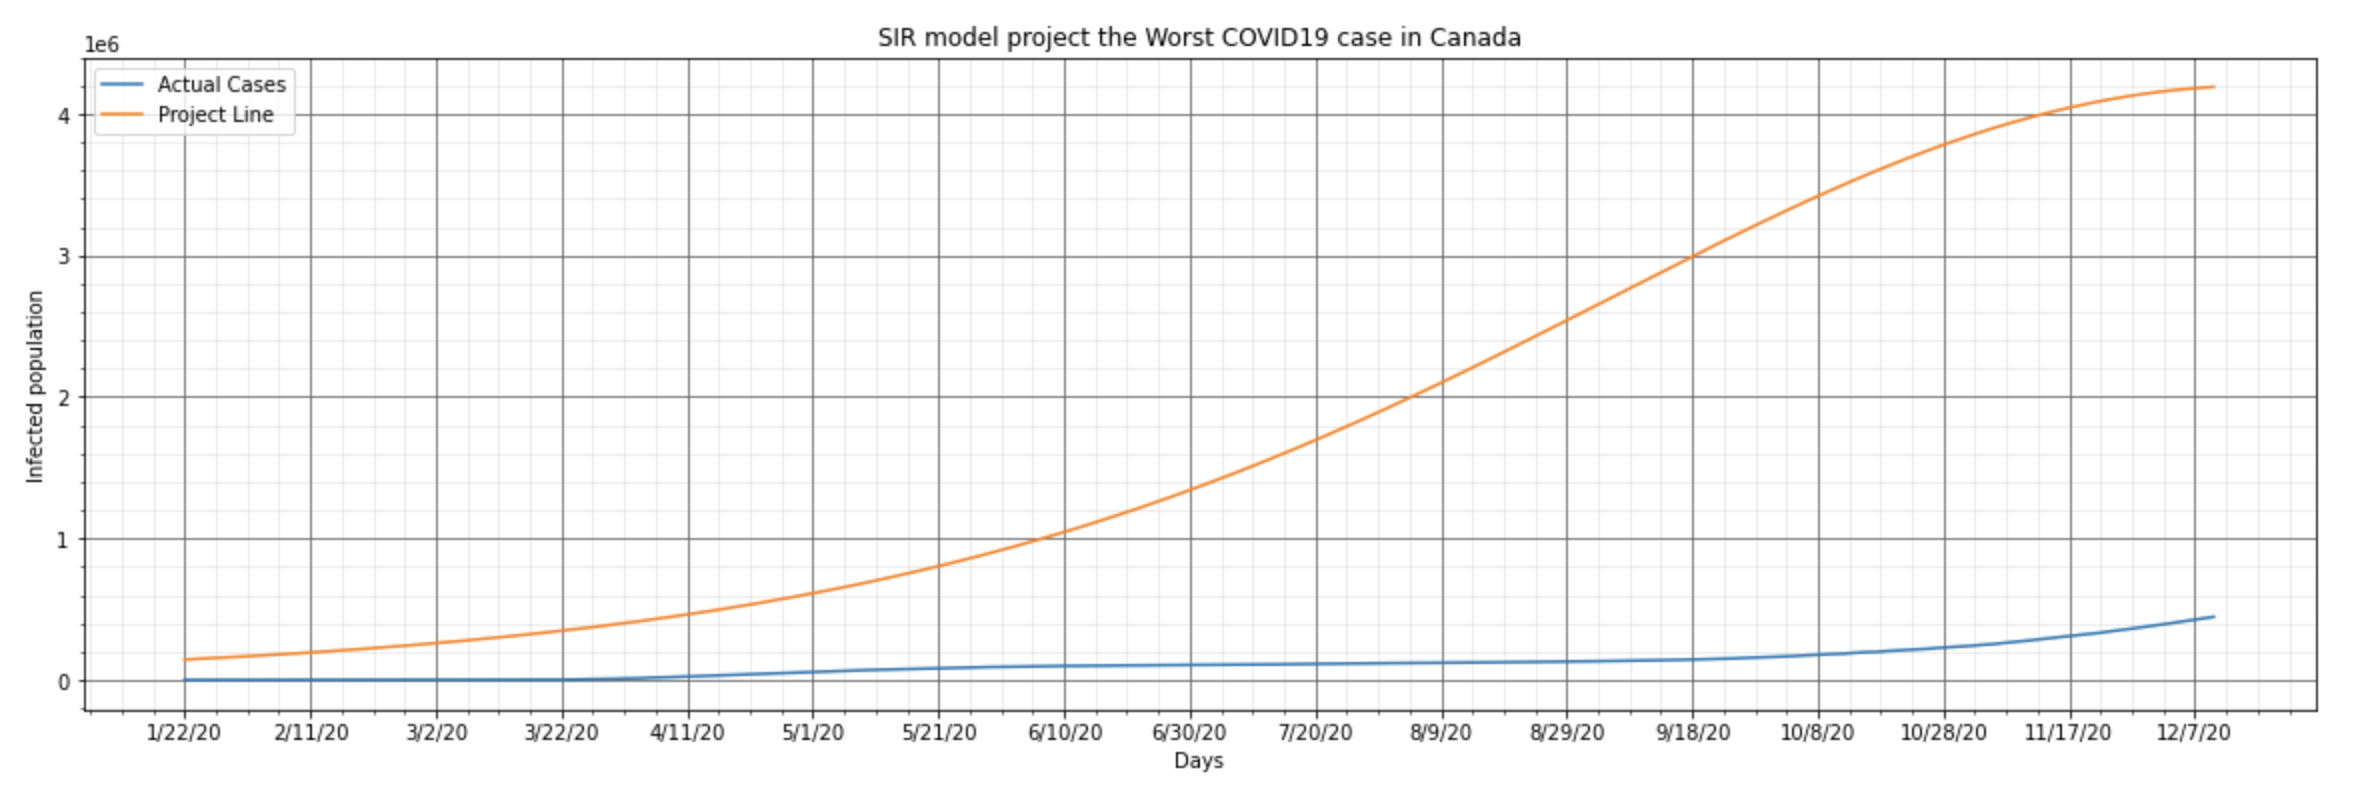 SIR model project the Worst COVID19 case in Canada
1e6
Actual Cases
Project Line
4
3
2
1
0
Infected population
1/22/20 2/11/20 3/2/20 3/22/20 4/11/20 5/1/20 5/21/20 6/10/20 6/30/20 7/20/20 8/9/20 8/29/20 9/18/20 10/8/20 10/28/20 11/17/20 12/7/20
Days